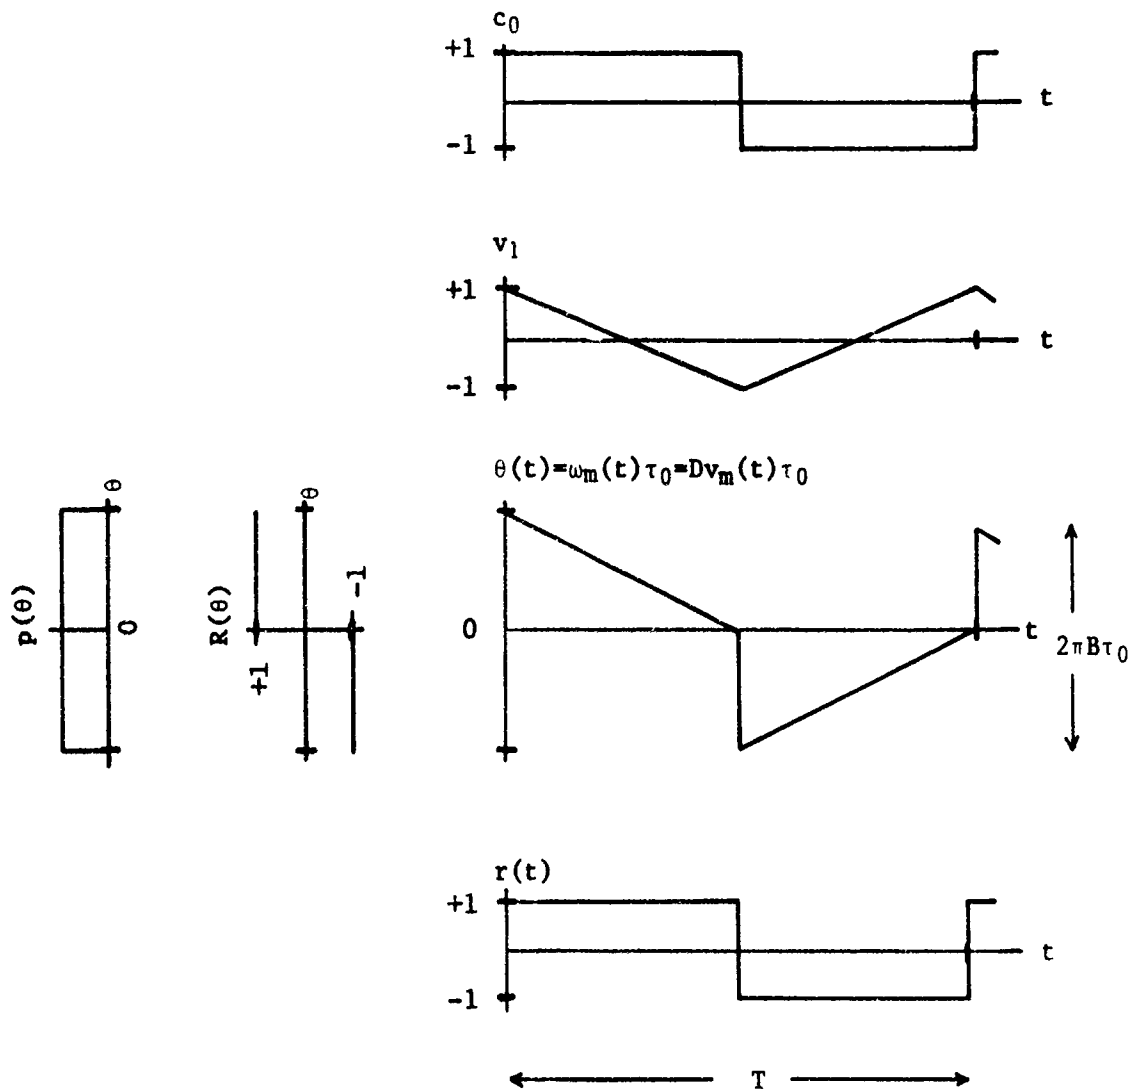 c₀
+1
t
-1
v₁
+1
t
-1
θ(t)=ωₘ(t)τ₀=Dvₘ(t)τ₀
θ
θ
P(θ)
0
R(θ)
+1
-1
0
t
2πBτ₀
r(t)
+1
t
-1
T